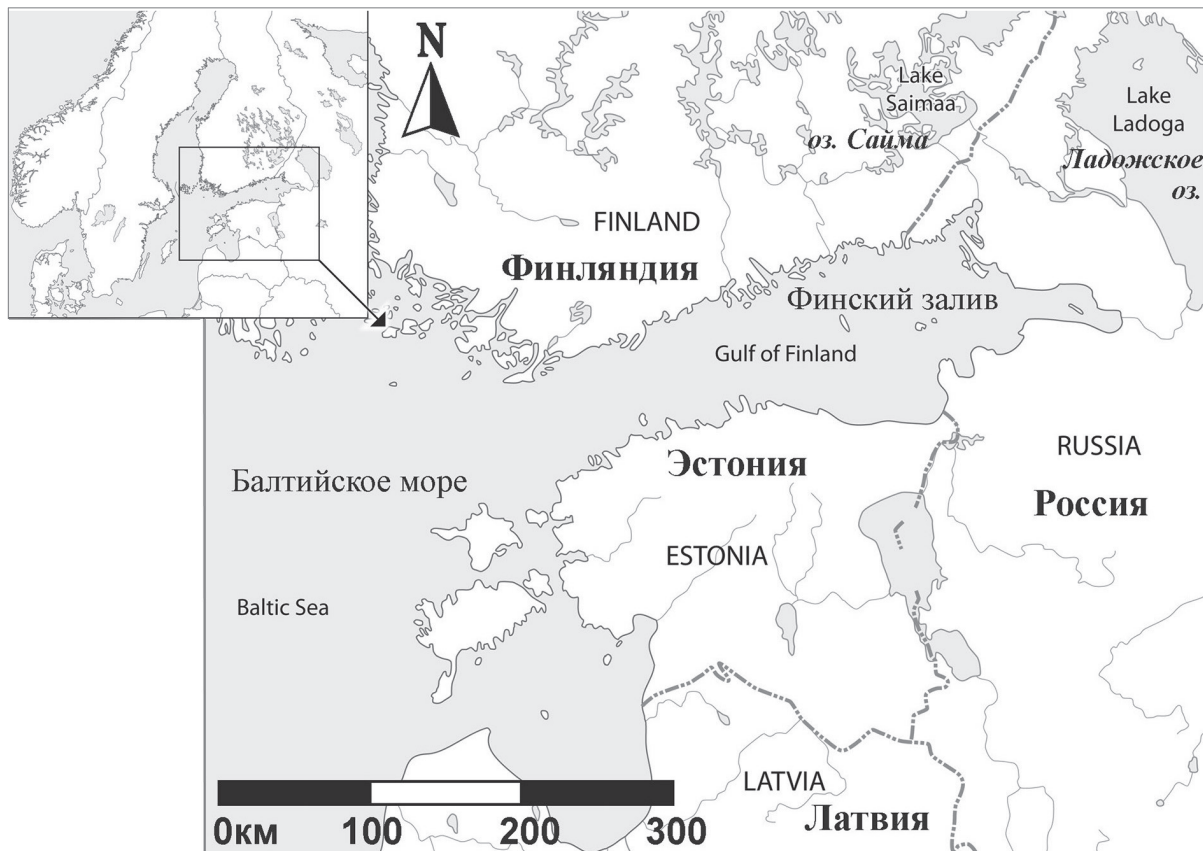 N
Lake
Saimaa
оз. Сайма
Lake
Ladoga
Ладожское
оз.
FINLAND
Финляндия
Финский залив
Gulf of Finland
Эстония
RUSSIA
Россия
Балтийское море
ESTONIA
Baltic Sea
LATVIA
Латвия
0км 100 200 300